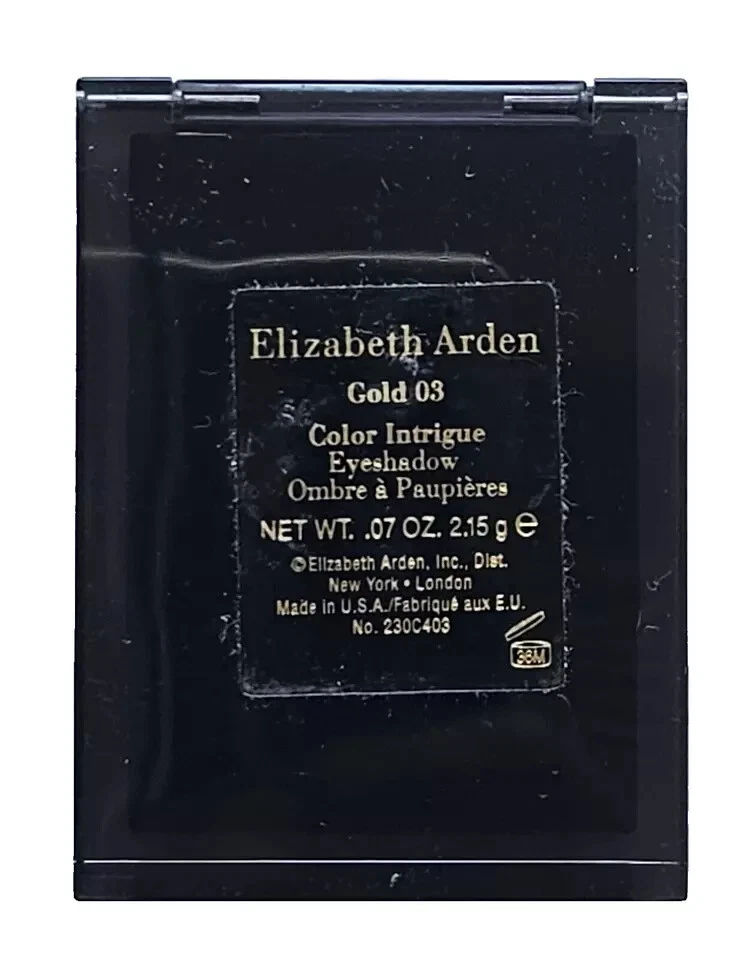 Elizabeth Arden
Gold 03
Color Intrigue
Eyeshadow
Ombre à Paupières
NET WT. .07 OZ. 2.15 g e
©Elizabeth Arden, Inc., Dist.
New York • London
Made in U.S.A./Fabriqué aux E.U.
No. 230C403
36M